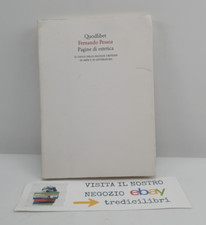 Quodlibet
Fernando Pessoa
Pagine di estetica
VISITA IL NOSTRO
NEGOZIO ebay
tredicilibri